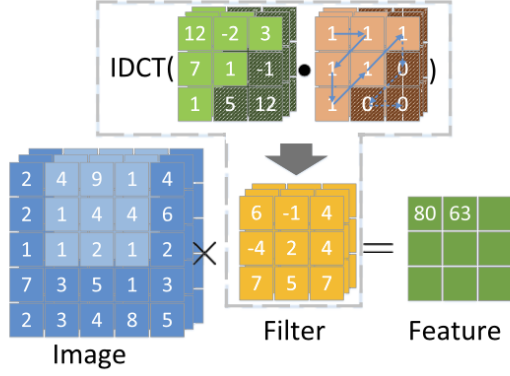 12 -2 3 1 1 1
IDCT( 7 1 -1 • 1 1 0 )
1 5 12 1 0 0
2 4 9 1 4
2 1 4 4 6
1 1 2 1 2
7 3 5 1 3
2 3 4 8 5
×
6 -1 4
-4 2 4
7 5 7
=
80 63
Image
Filter
Feature